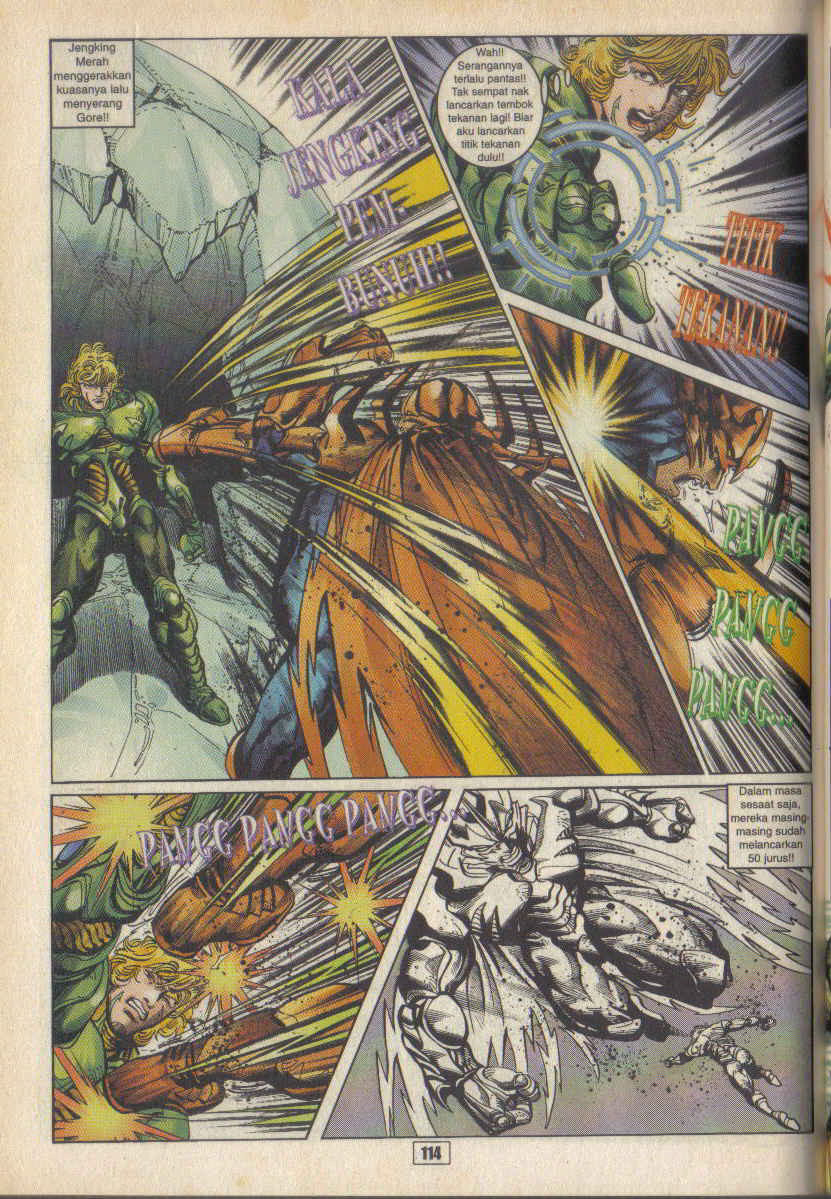 Jengking
Merah
menggerakkan
kuasanya lalu
menyerang
Gore!!
KALA
JENGKING
PEM-
BUNUH!!
Wah!!
Serangannya
terlalu pantas!!
Tak sempat nak
lancarkan tembok
tekanan lagi! Biar
aku lancarkan
titik tekanan
dulu!!
TITIK
TEKANAN!!
PANGG
PANGG
PANGG...
PANGG PANGG PANGG...
Dalam masa
sesaat saja,
mereka masing-
masing sudah
melancarkan
50 jurus!!
114